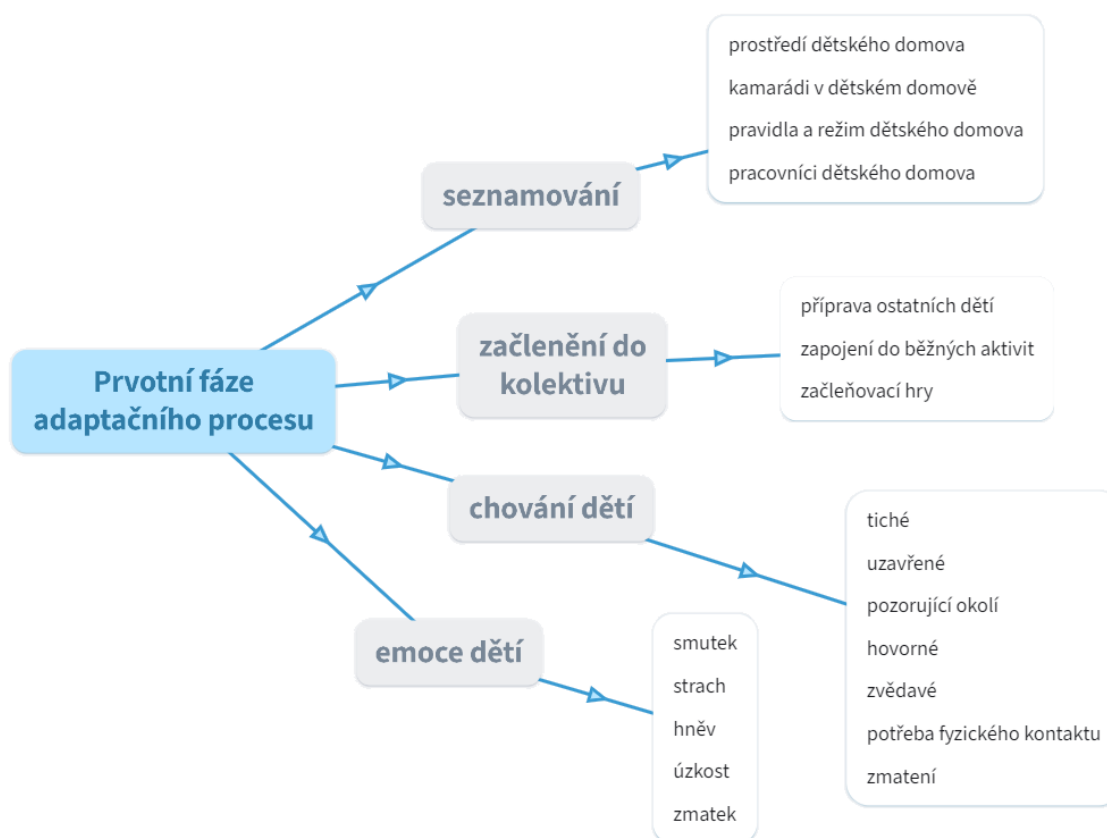 Prvotní fáze
adaptačního procesu
seznamování
prostředí dětského domova
kamarádi v dětském domově
pravidla a režim dětského domova
pracovníci dětského domova
začlenění do
kolektivu
příprava ostatních dětí
zapojení do běžných aktivit
začleňovací hry
chování dětí
tiché
uzavřené
pozorující okolí
hovorné
zvědavé
potřeba fyzického kontaktu
zmatení
emoce dětí
smutek
strach
hněv
úzkost
zmatek